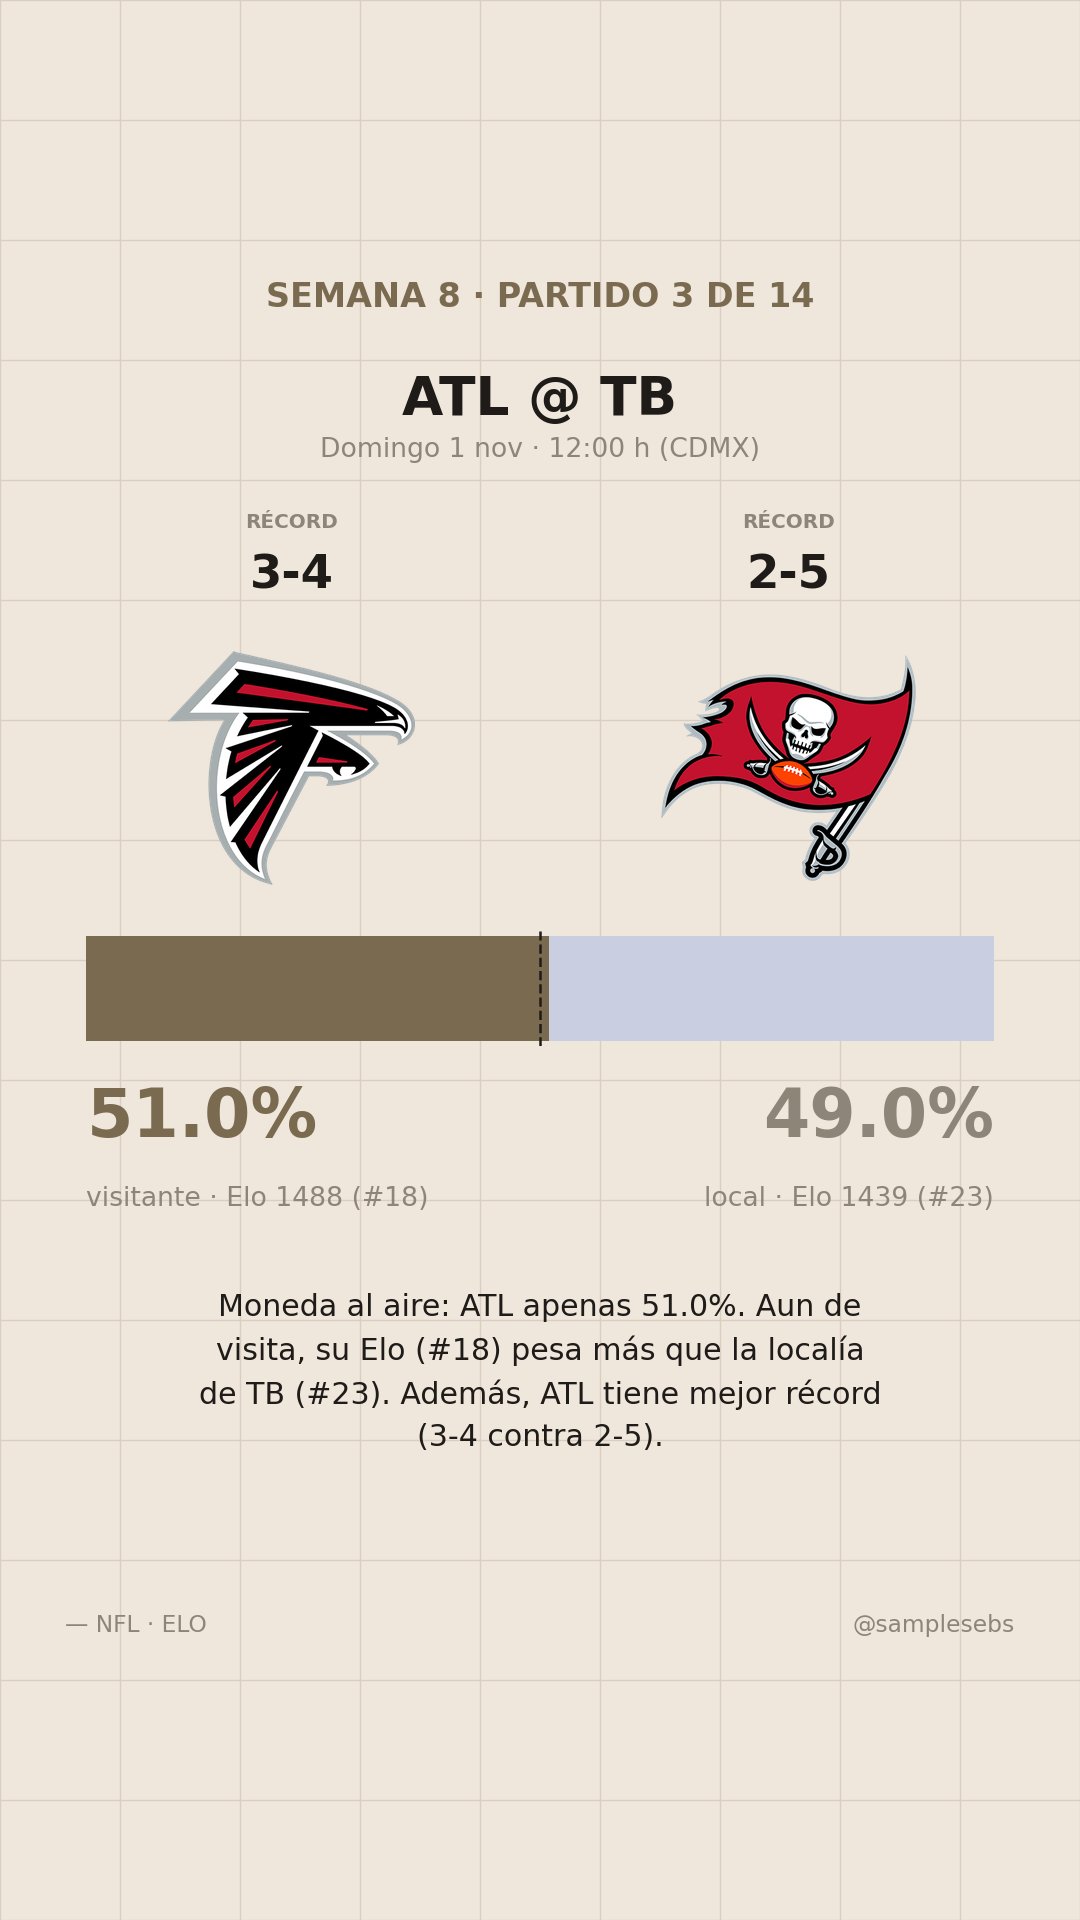 SEMANA 8 · PARTIDO 3 DE 14
ATL @ TB
Domingo 1 nov · 12:00 h (CDMX)
RÉCORD
3-4
RÉCORD
2-5
51.0%
49.0%
visitante · Elo 1488 (#18)
local · Elo 1439 (#23)
Moneda al aire: ATL apenas 51.0%. Aun de
visita, su Elo (#18) pesa más que la localía
de TB (#23). Además, ATL tiene mejor récord
(3-4 contra 2-5).
— NFL · ELO
@samplesebs